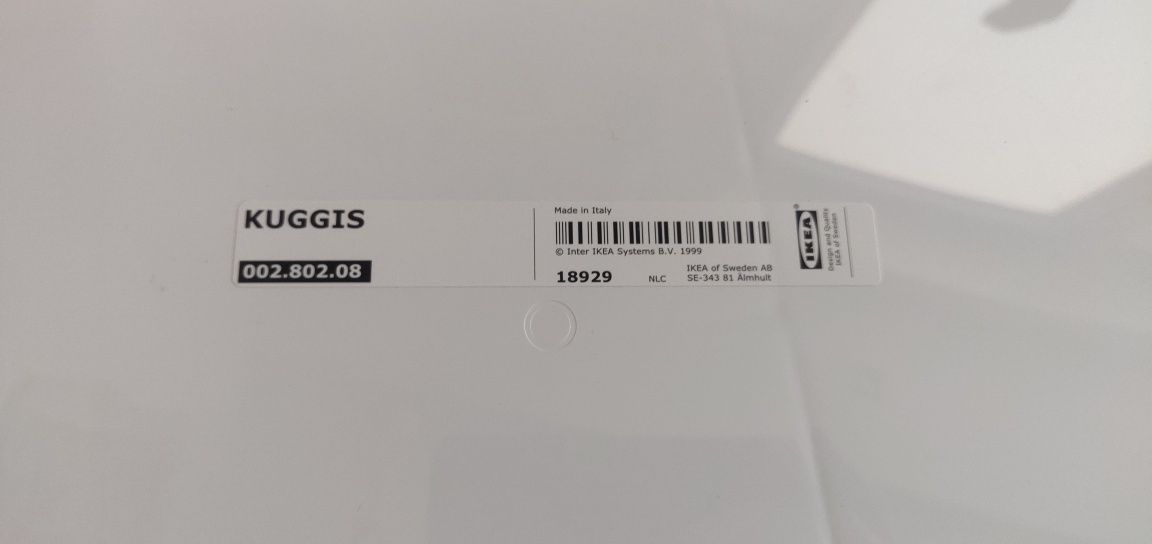 KUGGIS
002.802.08
Made in Italy
© Inter IKEA Systems B.V. 1999
18929
NLC
IKEA of Sweden AB
SE-343 81 Älmhult
IKEA®
Design and Quality
IKEA of Sweden